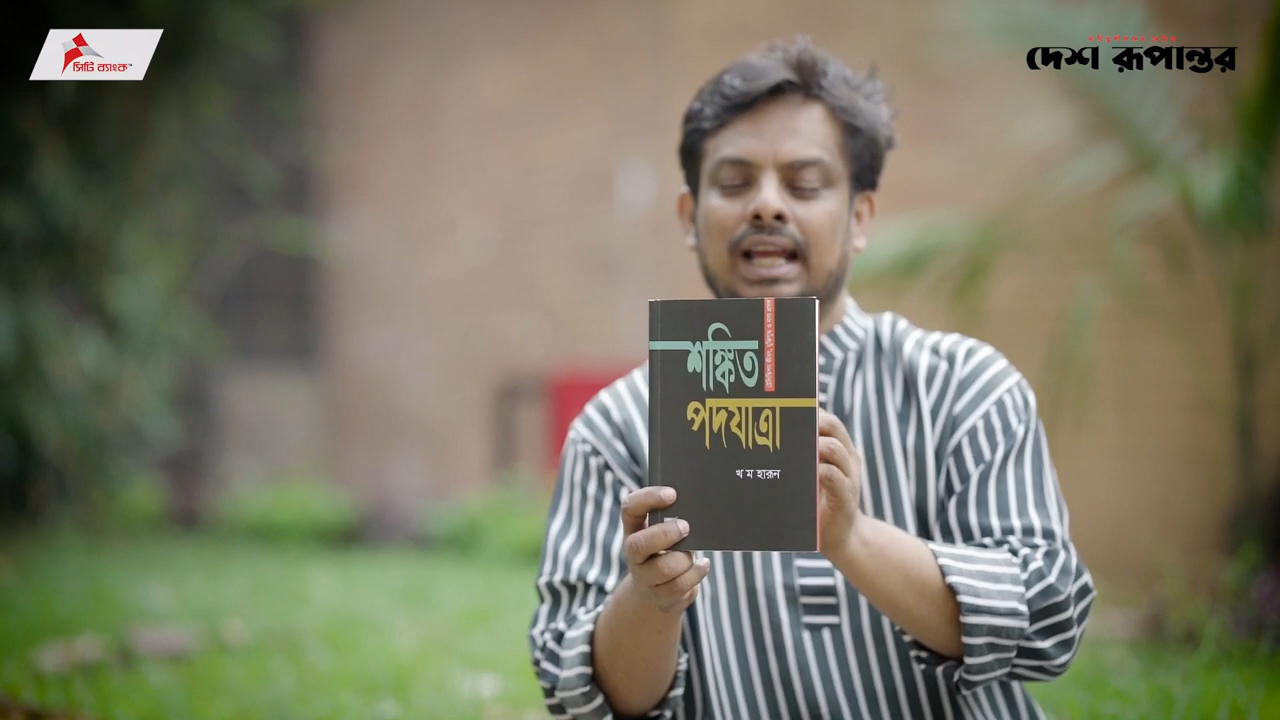 সিটি ব্যাংক
দেশ রূপান্তর
শঙ্কিত
পদযাত্রা
খ ম হারূন